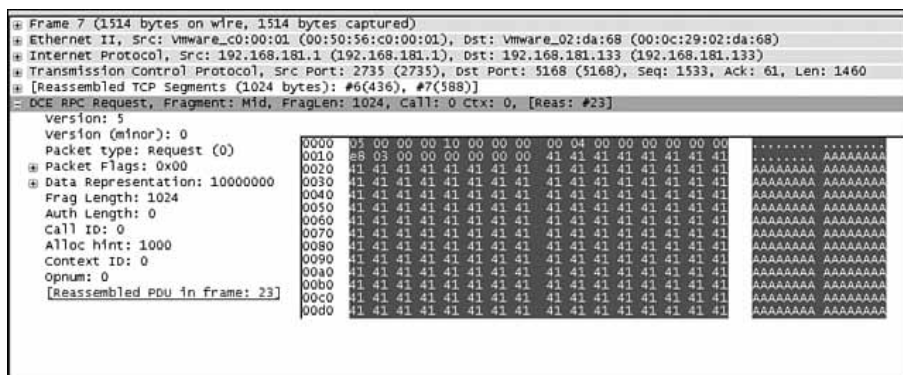 Frame 7 (1514 bytes on wire, 1514 bytes captured)
Ethernet II, Src: Vmware_c0:00:01 (00:50:56:c0:00:01), Dst: Vmware_02:da:68 (00:0c:29:02:da:68)
Internet Protocol, Src: 192.168.181.1 (192.168.181.1), Dst: 192.168.181.133 (192.168.181.133)
Transmission Control Protocol, Src Port: 2735 (2735), Dst Port: 5168 (5168), Seq: 1533, Ack: 61, Len: 1460
[Reassembled TCP Segments (1024 bytes): #6(436), #7(588)]
DCE RPC Request, Fragment: Mid, FragLen: 1024, Call: 0 Ctx: 0, [Reas: #23]
Version: 5
Version (minor): 0
Packet type: Request (0)
Packet Flags: 0x00
Data Representation: 10000000
Frag Length: 1024
Auth Length: 0
Call ID: 0
Alloc hint: 1000
Context ID: 0
Opnum: 0
[Reassembled PDU in frame: 23]
0000 05 00 00 00 10 00 00 00 00 04 00 00 00 00 00 00 ........ ........
0010 e8 03 00 00 00 00 00 00 41 41 41 41 41 41 41 41 ........ AAAAAAAA
0020 41 41 41 41 41 41 41 41 41 41 41 41 41 41 41 41 AAAAAAAA AAAAAAAA
0030 41 41 41 41 41 41 41 41 41 41 41 41 41 41 41 41 AAAAAAAA AAAAAAAA
0040 41 41 41 41 41 41 41 41 41 41 41 41 41 41 41 41 AAAAAAAA AAAAAAAA
0050 41 41 41 41 41 41 41 41 41 41 41 41 41 41 41 41 AAAAAAAA AAAAAAAA
0060 41 41 41 41 41 41 41 41 41 41 41 41 41 41 41 41 AAAAAAAA AAAAAAAA
0070 41 41 41 41 41 41 41 41 41 41 41 41 41 41 41 41 AAAAAAAA AAAAAAAA
0080 41 41 41 41 41 41 41 41 41 41 41 41 41 41 41 41 AAAAAAAA AAAAAAAA
0090 41 41 41 41 41 41 41 41 41 41 41 41 41 41 41 41 AAAAAAAA AAAAAAAA
00a0 41 41 41 41 41 41 41 41 41 41 41 41 41 41 41 41 AAAAAAAA AAAAAAAA
00b0 41 41 41 41 41 41 41 41 41 41 41 41 41 41 41 41 AAAAAAAA AAAAAAAA
00c0 41 41 41 41 41 41 41 41 41 41 41 41 41 41 41 41 AAAAAAAA AAAAAAAA
00d0 41 41 41 41 41 41 41 41 41 41 41 41 41 41 41 41 AAAAAAAA AAAAAAAA